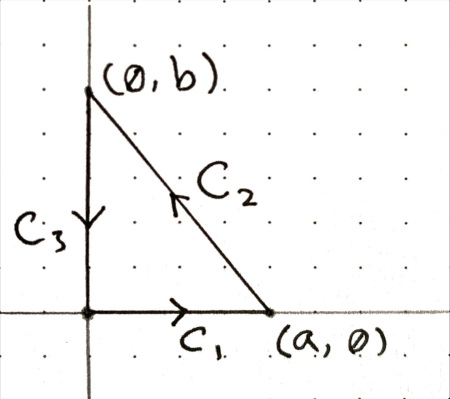 (0, b)
C₂
C₃
C₁
(a, 0)